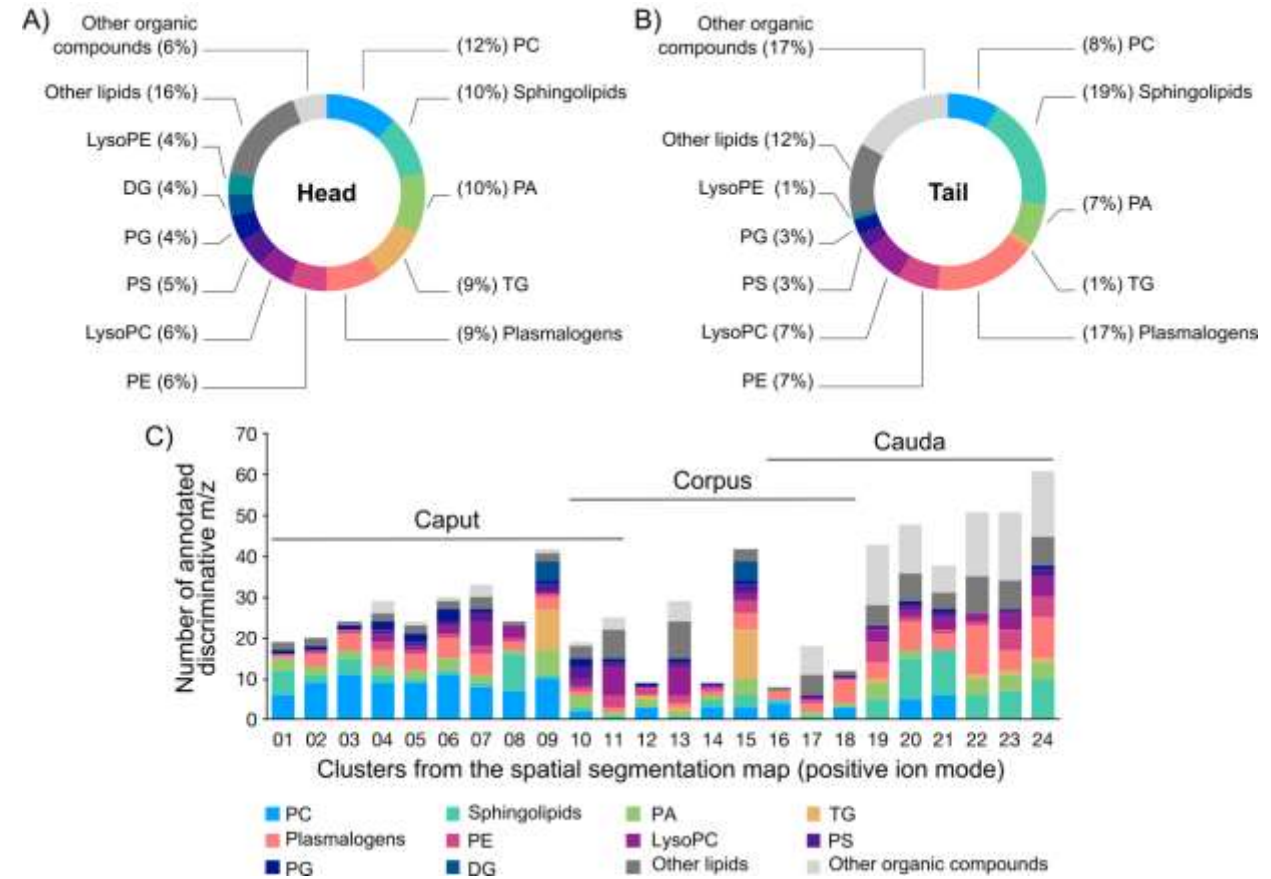 A)
Other organic
compounds (6%)
(12%) PC
Other lipids (16%)
(10%) Sphingolipids
LysoPE (4%)
DG (4%)
Head
(10%) PA
PG (4%)
PS (5%)
(9%) TG
LysoPC (6%)
(9%) Plasmalogens
PE (6%)
B)
Other organic
compounds (17%)
(8%) PC
(19%) Sphingolipids
Other lipids (12%)
LysoPE (1%)
Tail
(7%) PA
PG (3%)
PS (3%)
(1%) TG
LysoPC (7%)
(17%) Plasmalogens
PE (7%)
C)
Number of annotated
discriminative m/z
70
60
50
40
30
20
10
0
Caput
Corpus
Cauda
01 02 03 04 05 06 07 08 09 10 11 12 13 14 15 16 17 18 19 20 21 22 23 24
Clusters from the spatial segmentation map (positive ion mode)
PC Sphingolipids PA TG
Plasmalogens PE LysoPC PS
PG DG Other lipids Other organic compounds